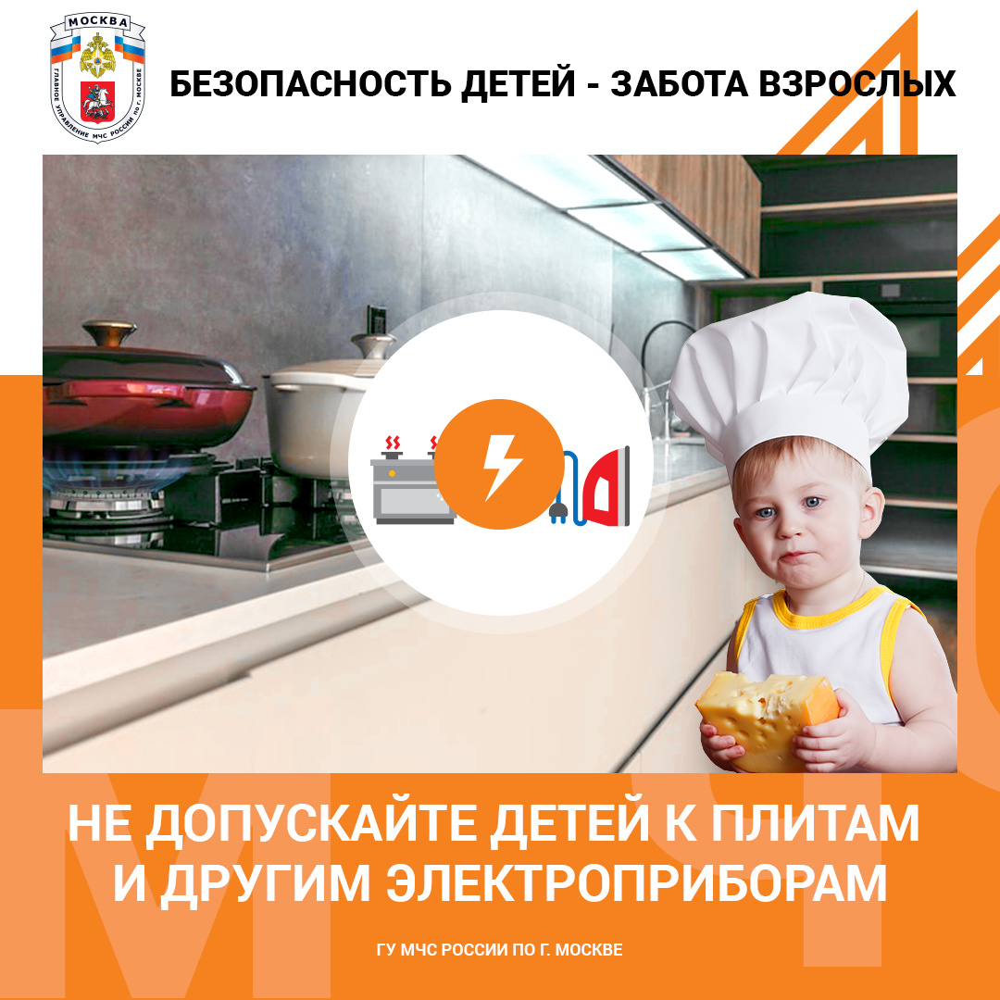 МОСКВА
ГЛАВНОЕ УПРАВЛЕНИЕ МЧС РОССИИ ПО Г. МОСКВЕ
БЕЗОПАСНОСТЬ ДЕТЕЙ - ЗАБОТА ВЗРОСЛЫХ
НЕ ДОПУСКАЙТЕ ДЕТЕЙ К ПЛИТАМ
И ДРУГИМ ЭЛЕКТРОПРИБОРАМ
ГУ МЧС РОССИИ ПО Г. МОСКВЕ